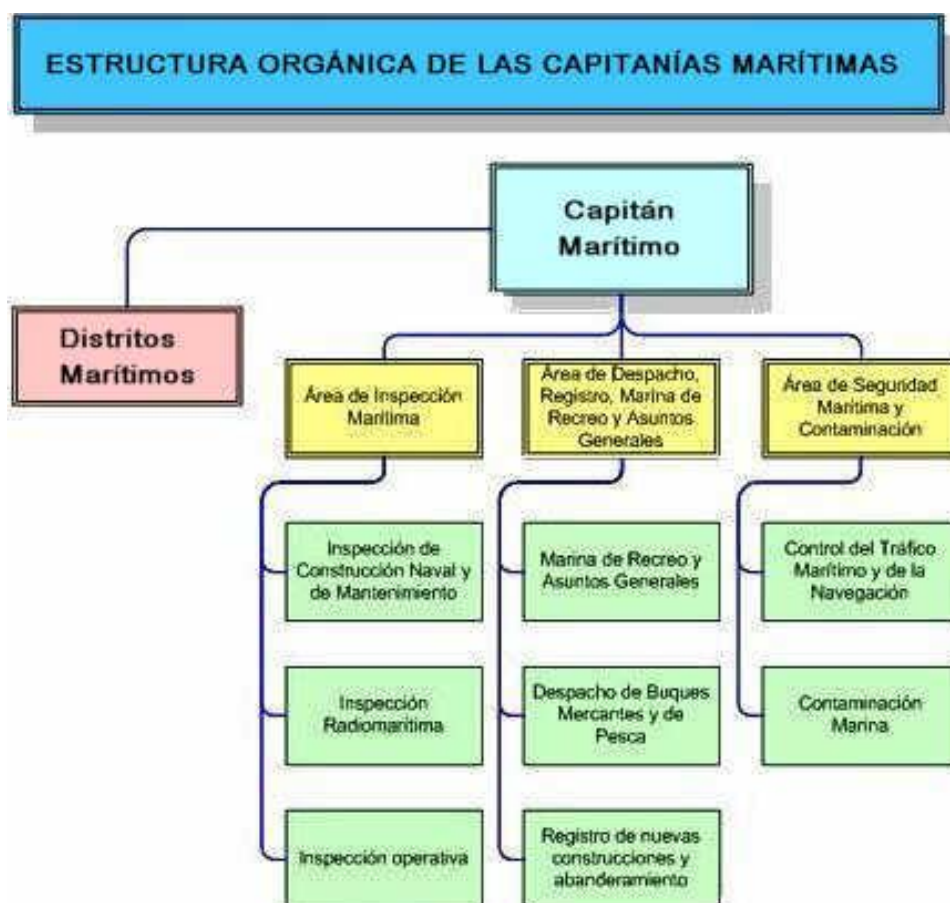 ESTRUCTURA ORGÁNICA DE LAS CAPITANÍAS MARÍTIMAS
Capitán
Marítimo
Distritos
Marítimos
Área de Inspección
Marítima
Área de Despacho,
Registro, Marina de
Recreo y Asuntos
Generales
Área de Seguridad
Marítima y
Contaminación
Inspección de
Construcción Naval y
de Mantenimiento
Marina de Recreo y
Asuntos Generales
Control del Tráfico
Marítimo y de la
Navegación
Inspección
Radiomarítima
Despacho de Buques
Mercantes y de
Pesca
Contaminación
Marina
Inspección operativa
Registro de nuevas
construcciones y
abanderamiento